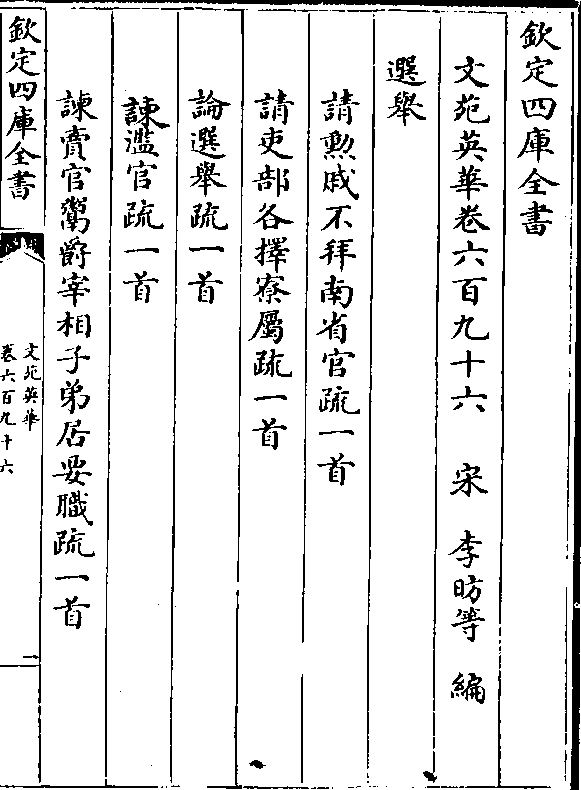 欽定四庫全書
文苑英華卷六百九十六 宋 李昉等 編
選舉
請勲戚不拜南省官疏一首
請吏部各擇寮屬疏一首
論選舉疏一首
諫濫官疏一首
諫賣官鬻爵宰相子弟居要職疏一首
欽定四庫全書
文苑英華
卷六百九十六
一